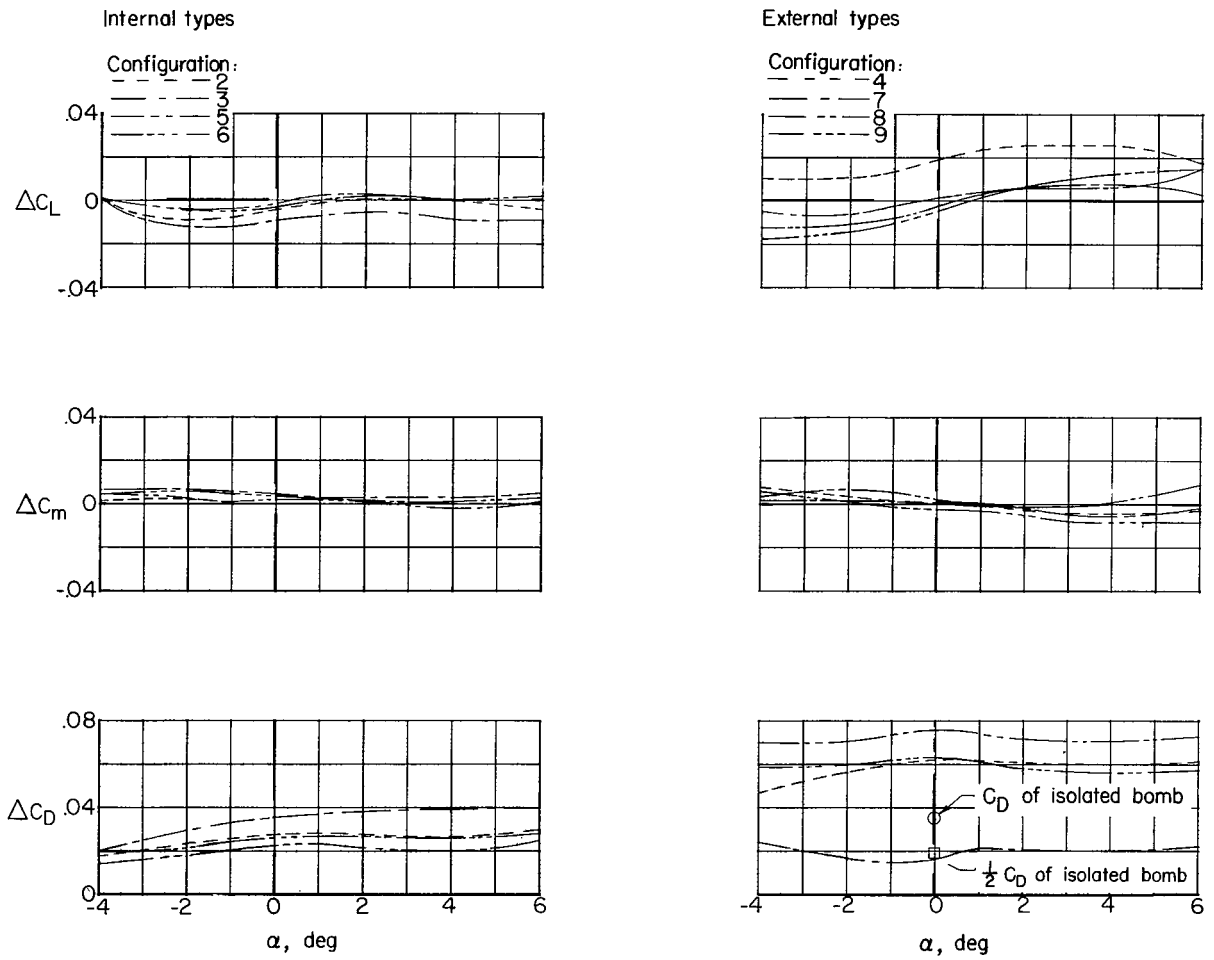 Internal types
Configuration:
2
3
5
6
.04
ΔC_L 0
-.04
.04
ΔC_m 0
-.04
.08
ΔC_D .04
0
-4 -2 0 2 4 6
α, deg
External types
Configuration:
4
7
8
9
C_D of isolated bomb
½ C_D of isolated bomb
-4 -2 0 2 4 6
α, deg